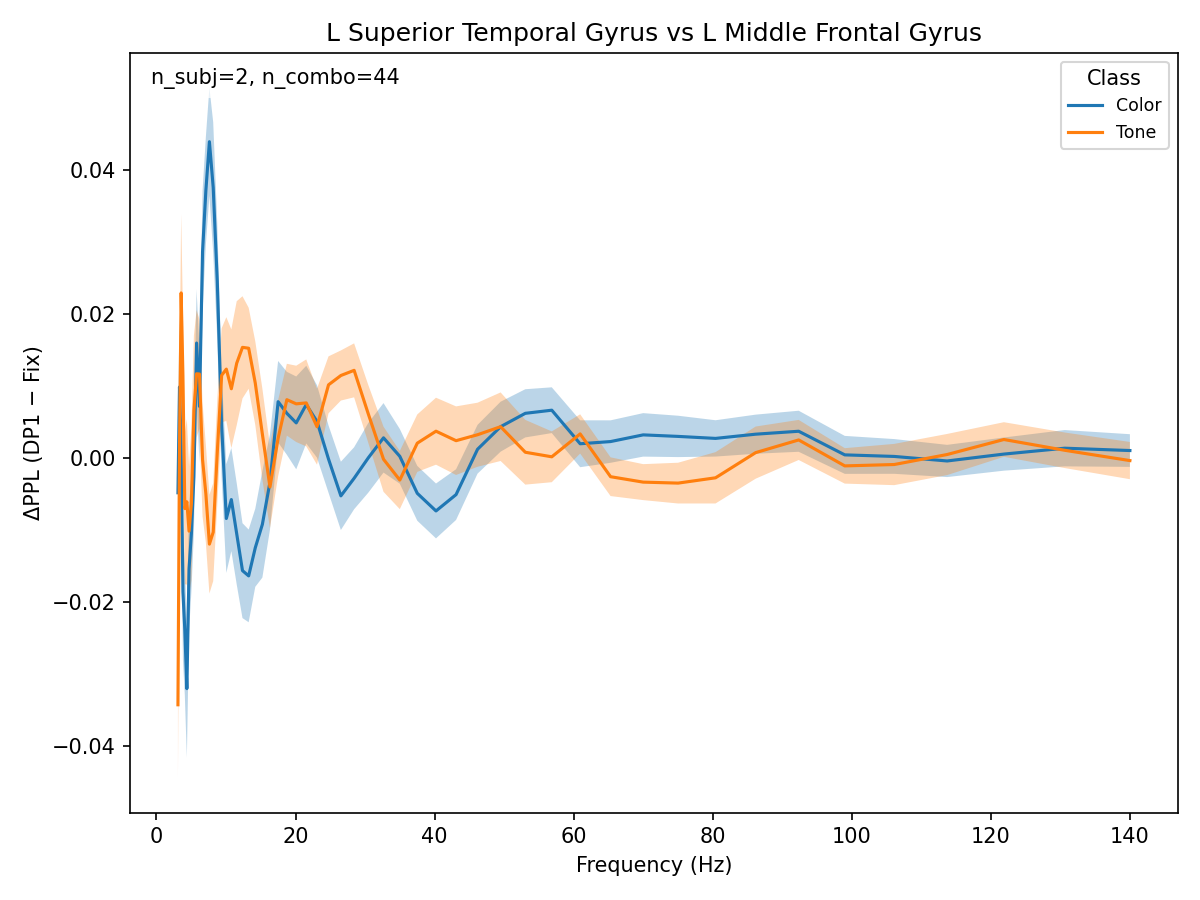 L Superior Temporal Gyrus vs L Middle Frontal Gyrus
n_subj=2, n_combo=44
Class
Color
Tone
0.04
0.02
0.00
−0.02
−0.04
ΔPPL (DP1 − Fix)
0 20 40 60 80 100 120 140
Frequency (Hz)